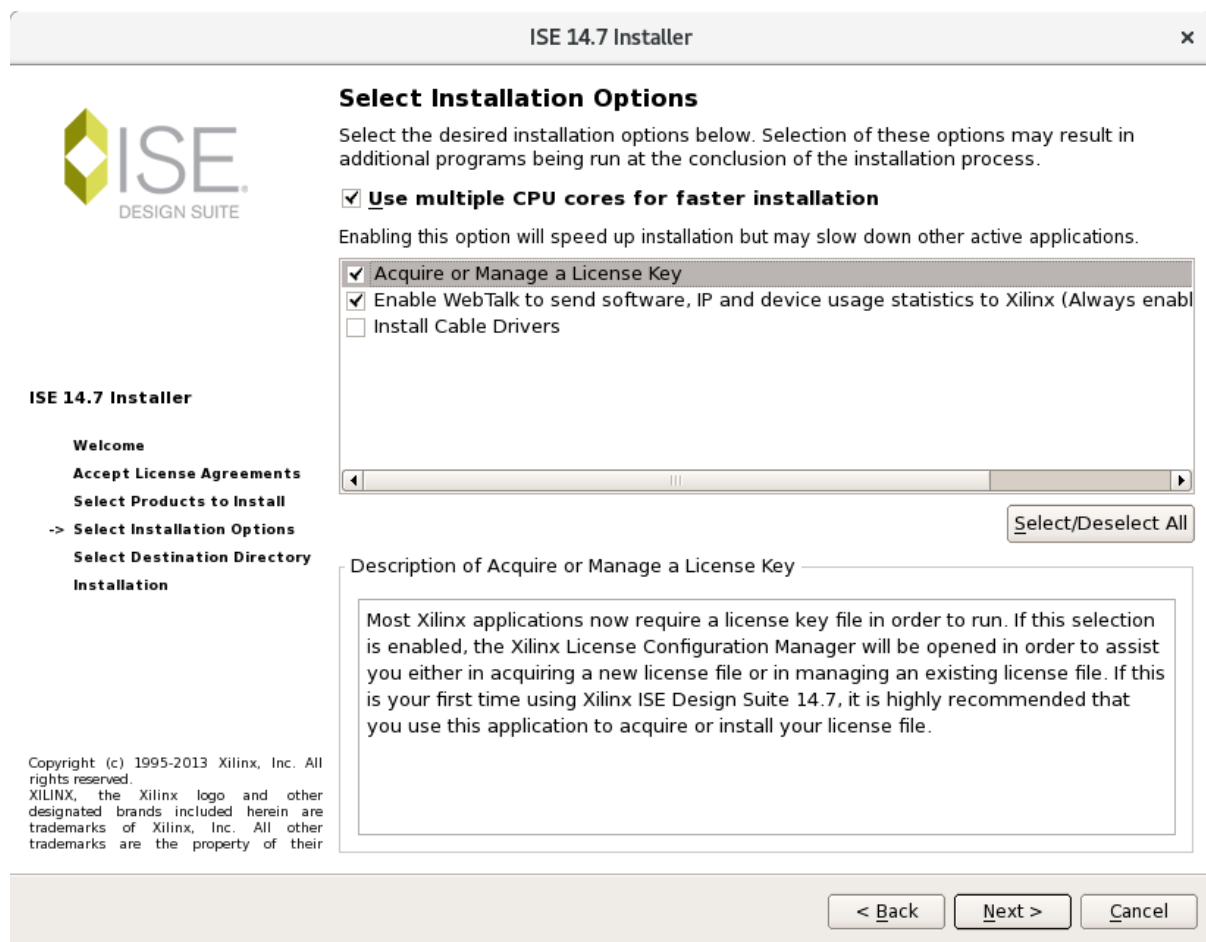 ISE 14.7 Installer
ISE
DESIGN SUITE
Select Installation Options
Select the desired installation options below. Selection of these options may result in
additional programs being run at the conclusion of the installation process.
Use multiple CPU cores for faster installation
Enabling this option will speed up installation but may slow down other active applications.
Acquire or Manage a License Key
Enable WebTalk to send software, IP and device usage statistics to Xilinx (Always enabl
Install Cable Drivers
Select/Deselect All
ISE 14.7 Installer
Welcome
Accept License Agreements
Select Products to Install
-> Select Installation Options
Select Destination Directory
Installation
Description of Acquire or Manage a License Key
Most Xilinx applications now require a license key file in order to run. If this selection
is enabled, the Xilinx License Configuration Manager will be opened in order to assist
you either in acquiring a new license file or in managing an existing license file. If this
is your first time using Xilinx ISE Design Suite 14.7, it is highly recommended that
you use this application to acquire or install your license file.
Copyright (c) 1995-2013 Xilinx, Inc. All
rights reserved.
XILINX, the Xilinx logo and other
designated brands included herein are
trademarks of Xilinx, Inc. All other
trademarks are the property of their
< Back
Next >
Cancel